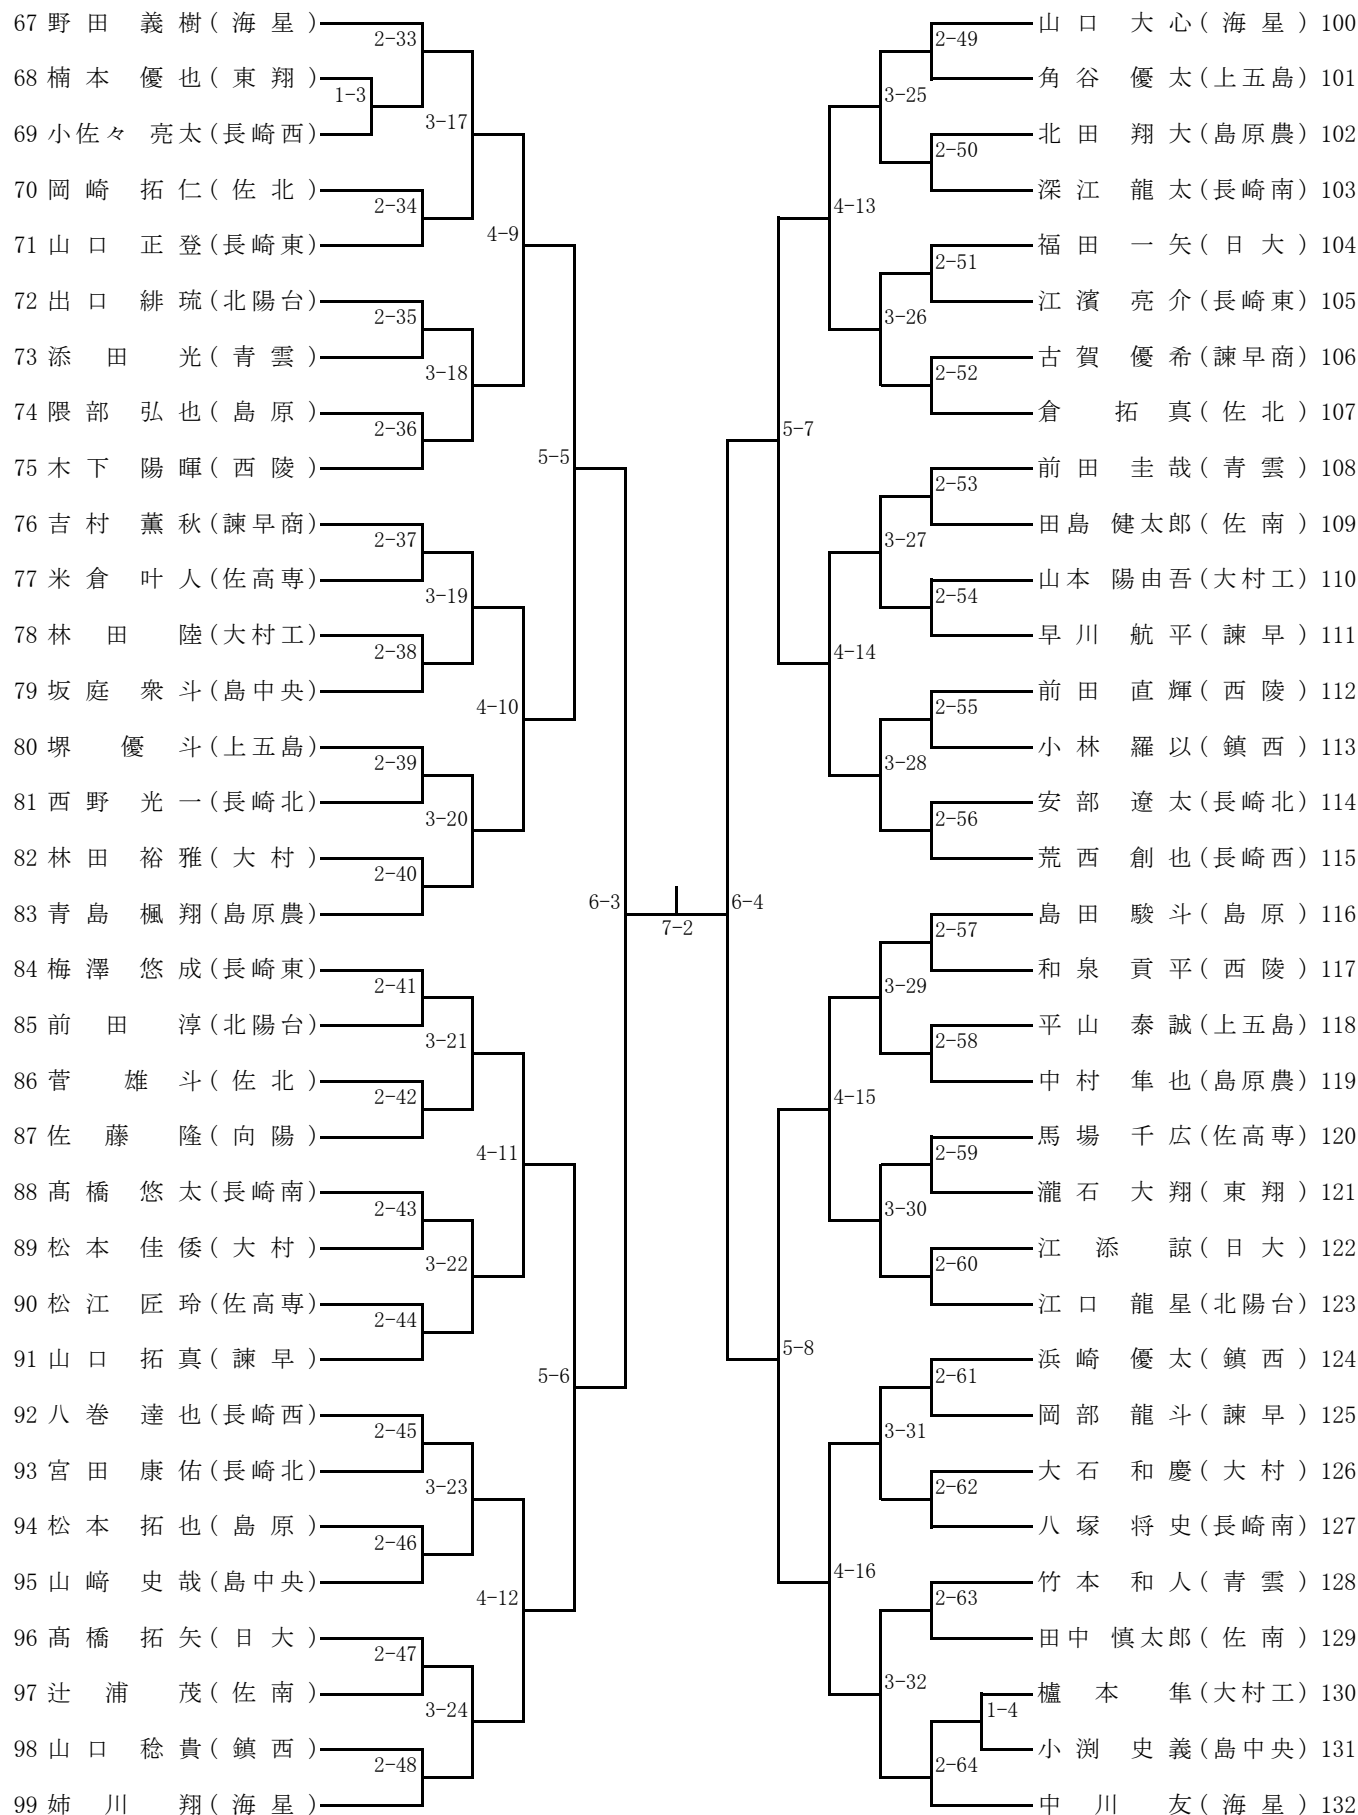 67 野田 義樹(海星)
68 楠本 優也(東翔)
69 小佐々 亮太(長崎西)
70 岡崎 拓仁(佐北)
71 山口 正登(長崎東)
72 出口 緋琉(北陽台)
73 添田 光(青雲)
74 隈部 弘也(島原)
75 木下 陽暉(西陵)
76 吉村 薫秋(諫早商)
77 米倉 叶人(佐高専)
78 林田 陸(大村工)
79 坂庭 衆斗(島中央)
80 堺 優斗(上五島)
81 西野 光一(長崎北)
82 林田 裕雅(大村)
83 青島 楓翔(島原農)
84 梅澤 悠成(長崎東)
85 前田 淳(北陽台)
86 菅 雄斗(佐北)
87 佐藤 隆(向陽)
88 髙橋 悠太(長崎南)
89 松本 佳倭(大村)
90 松江 匠玲(佐高専)
91 山口 拓真(諫早)
92 八巻 達也(長崎西)
93 宮田 康佑(長崎北)
94 松本 拓也(島原)
95 山﨑 史哉(島中央)
96 髙橋 拓矢(日大)
97 辻浦 茂(佐南)
98 山口 稔貴(鎮西)
99 姉川 翔(海星)
2-33
1-3
3-17
2-34
4-9
2-35
3-18
2-36
5-5
2-37
3-19
2-38
4-10
2-39
3-20
2-40
6-3
2-41
3-21
2-42
4-11
2-43
3-22
2-44
5-6
2-45
3-23
2-46
4-12
2-47
3-24
2-48
7-2
6-4
2-49
3-25
2-50
4-13
2-51
3-26
2-52
5-7
2-53
3-27
2-54
4-14
2-55
3-28
2-56
2-57
3-29
2-58
4-15
2-59
3-30
2-60
5-8
2-61
3-31
2-62
4-16
2-63
3-32
1-4
2-64
山口 大心(海星) 100
角谷 優太(上五島) 101
北田 翔大(島原農) 102
深江 龍太(長崎南) 103
福田 一矢(日大) 104
江濱 亮介(長崎東) 105
古賀 優希(諫早商) 106
倉 拓真(佐北) 107
前田 圭哉(青雲) 108
田島 健太郎(佐南) 109
山本 陽由吾(大村工) 110
早川 航平(諫早) 111
前田 直輝(西陵) 112
小林 羅以(鎮西) 113
安部 遼太(長崎北) 114
荒西 創也(長崎西) 115
島田 駿斗(島原) 116
和泉 貢平(西陵) 117
平山 泰誠(上五島) 118
中村 隼也(島原農) 119
馬場 千広(佐高専) 120
瀧石 大翔(東翔) 121
江添 諒(日大) 122
江口 龍星(北陽台) 123
浜崎 優太(鎮西) 124
岡部 龍斗(諫早) 125
大石 和慶(大村) 126
八塚 将史(長崎南) 127
竹本 和人(青雲) 128
田中 慎太郎(佐南) 129
櫨本 隼(大村工) 130
小渕 史義(島中央) 131
中川 友(海星) 132